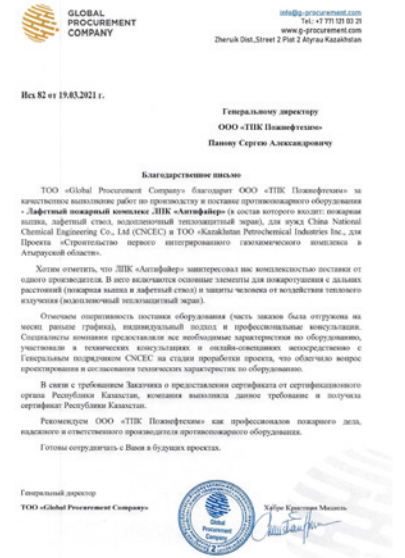 GLOBAL
PROCUREMENT
COMPANY
info@g-procurement.com
Tel.: +7 771 121 03 21
www.g-procurement.com
Zheruik Dist.,Street 2 Plat 2 Atyrau Kazakhstan
Исх 82 от 19.03.2021 г.
Генеральному директору
ООО «ТПК Пожнефтехим»
Панову Сергею Александровичу
Благодарственное письмо
ТОО «Global Procurement Company» благодарит ООО «ТПК Пожнефтехим» за
качественное выполнение работ по производству и поставке противопожарного оборудования
- Лафетный пожарный комплекс ЛПК «Антифайер» (в состав которого входит: пожарная
вышка, лафетный ствол, водопленочный теплозащитный экран), для нужд China National
Chemical Engineering Co., Ltd (CNCEC) и ТОО «Kazakhstan Petrochemical Industries Inc., для
Проекта «Строительство первого интегрированного газохимического комплекса в
Атырауской области».
Хотим отметить, что ЛПК «Антифайер» заинтересовал нас комплексностью поставки от
одного производителя. В него включаются основные элементы для пожаротушения с дальних
расстояний (пожарная вышка и лафетный ствол) и защиты человека от воздействия теплового
излучения (водопленочный теплозащитный экран).
Отмечаем оперативность поставки оборудования (часть заказов была отгружена на
месяц раньше графика), индивидуальный подход и профессиональные консультации.
Специалисты компании предоставили все необходимые характеристики по оборудованию,
участвовали в технических консультациях и онлайн-совещаниях непосредственно с
Генеральным подрядчиком CNCEC на стадии проработки проекта, что облегчило вопрос
проектирования и согласования технических характеристик по оборудованию.
В связи с требованием Заказчика о предоставлении сертификата от сертификационного
органа Республики Казахстан, компания выполнила данное требование и получила
сертификат Республики Казахстан.
Рекомендуем ООО «ТПК Пожнефтехим» как профессионалов пожарного дела,
надежного и ответственного производителя противопожарного оборудования.
Готовы сотрудничать с Вами в будущих проектах.
Генеральный директор
ТОО «Global Procurement Company»
Хабре Кристиан Мишель
Global
Procurement
Company